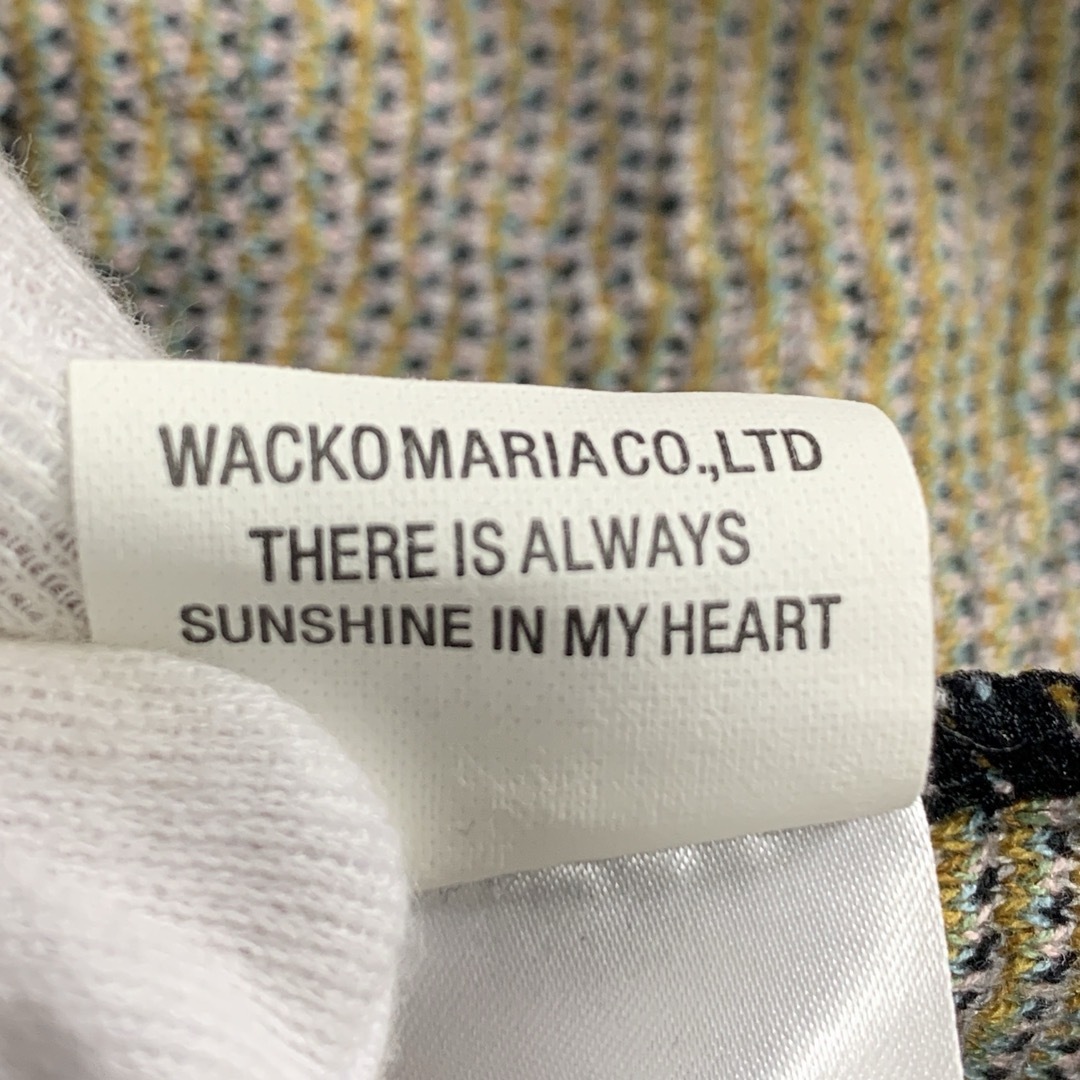 WACKO MARIA CO.,LTD
THERE IS ALWAYS
SUNSHINE IN MY HEART